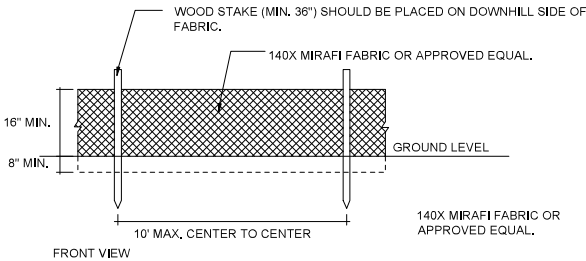 WOOD STAKE (MIN. 36") SHOULD BE PLACED ON DOWNHILL SIDE OF
FABRIC.
140X MIRAFI FABRIC OR APPROVED EQUAL.
16" MIN.
GROUND LEVEL
8" MIN.
10' MAX. CENTER TO CENTER
140X MIRAFI FABRIC OR
APPROVED EQUAL.
FRONT VIEW